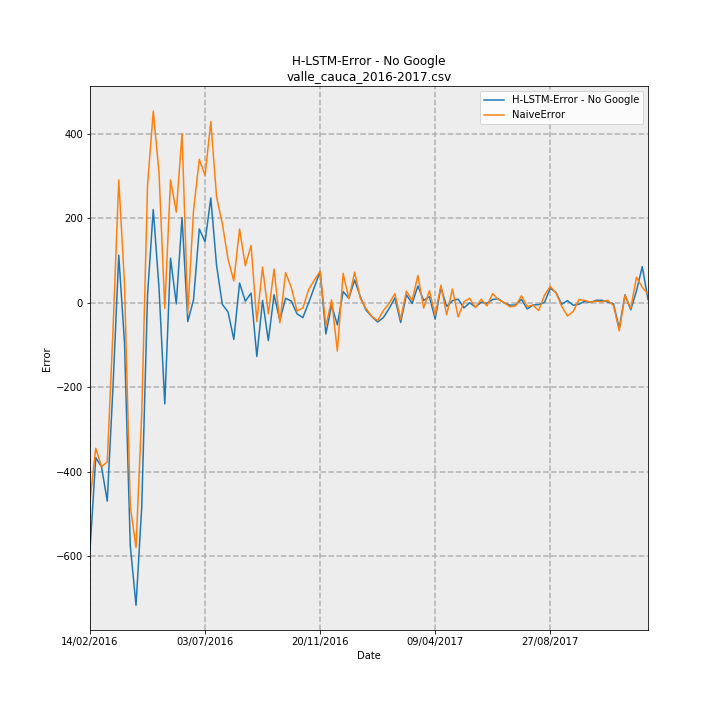 H-LSTM-Error - No Google
valle_cauca_2016-2017.csv
H-LSTM-Error - No Google
NaiveError
400
200
0
−200
−400
−600
Error
14/02/2016
03/07/2016
20/11/2016
09/04/2017
27/08/2017
Date